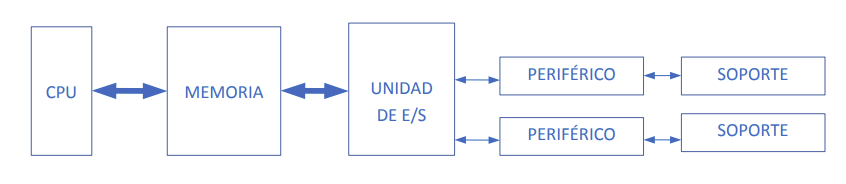 CPU
MEMORIA
UNIDAD
DE E/S
PERIFÉRICO
SOPORTE
PERIFÉRICO
SOPORTE